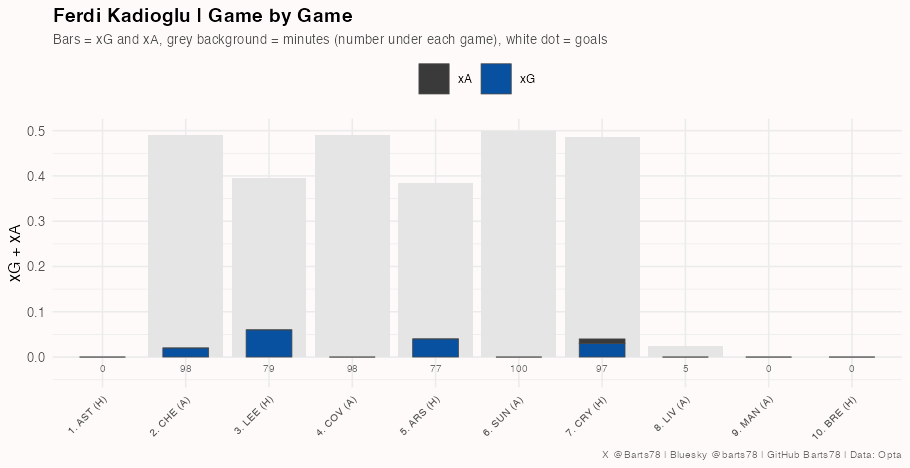 Ferdi Kadioglu | Game by Game
Bars = xG and xA, grey background = minutes (number under each game), white dot = goals
xA xG
xG + xA
0.5
0.4
0.3
0.2
0.1
0.0
0 98 79 98 77 100 97 5 0 0
1. AST (H) 2. CHE (A) 3. LEE (H) 4. COV (A) 5. ARS (H) 6. SUN (A) 7. CRY (H) 8. LIV (A) 9. MAN (A) 10. BRE (H)
X @Barts78 | Bluesky @barts78 | GitHub Barts78 | Data: Opta